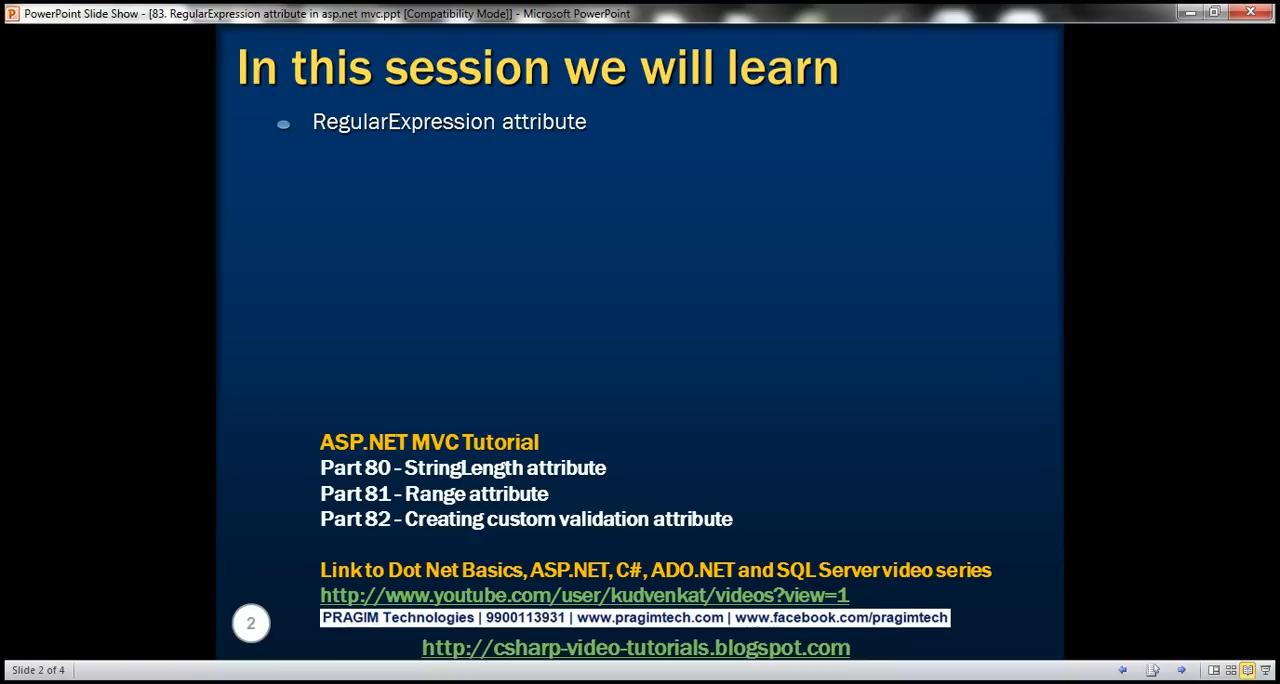 PowerPoint Slide Show - [83. RegularExpression attribute in asp.net mvc.ppt [Compatibility Mode]] - Microsoft PowerPoint
In this session we will learn
RegularExpression attribute
ASP.NET MVC Tutorial
Part 80 - StringLength attribute
Part 81 - Range attribute
Part 82 - Creating custom validation attribute
Link to Dot Net Basics, ASP.NET, C#, ADO.NET and SQL Server video series
http://www.youtube.com/user/kudvenkat/videos?view=1
PRAGIM Technologies | 9900113931 | www.pragimtech.com | www.facebook.com/pragimtech
2
http://csharp-video-tutorials.blogspot.com
Slide 2 of 4